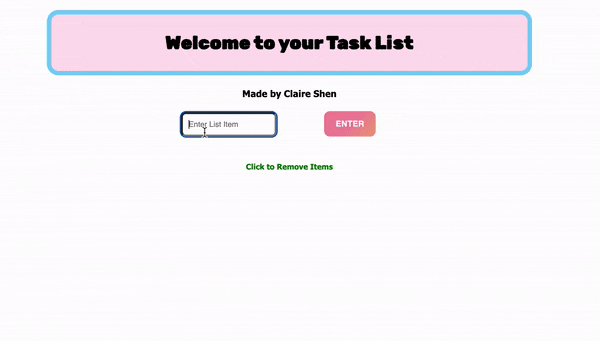 Welcome to your Task List
Made by Claire Shen
Enter List Item
ENTER
Click to Remove Items